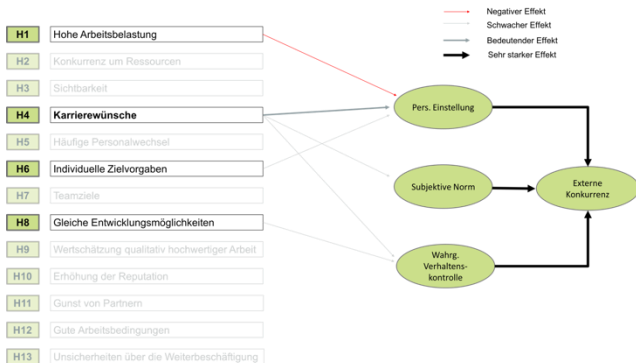 Negativer Effekt
Schwacher Effekt
Bedeutender Effekt
Sehr starker Effekt
H1 Hohe Arbeitsbelastung
H2 Konkurrenz um Ressourcen
H3 Sichtbarkeit
H4 Karrierewünsche
H5 Häufige Personalwechsel
H6 Individuelle Zielvorgaben
H7 Teamziele
H8 Gleiche Entwicklungsmöglichkeiten
H9 Wertschätzung qualitativ hochwertiger Arbeit
H10 Erhöhung der Reputation
H11 Gunst von Partnern
H12 Gute Arbeitsbedingungen
H13 Unsicherheiten über die Weiterbeschäftigung
Pers. Einstellung
Subjektive Norm
Wahrg.
Verhaltens-
kontrolle
Externe
Konkurrenz